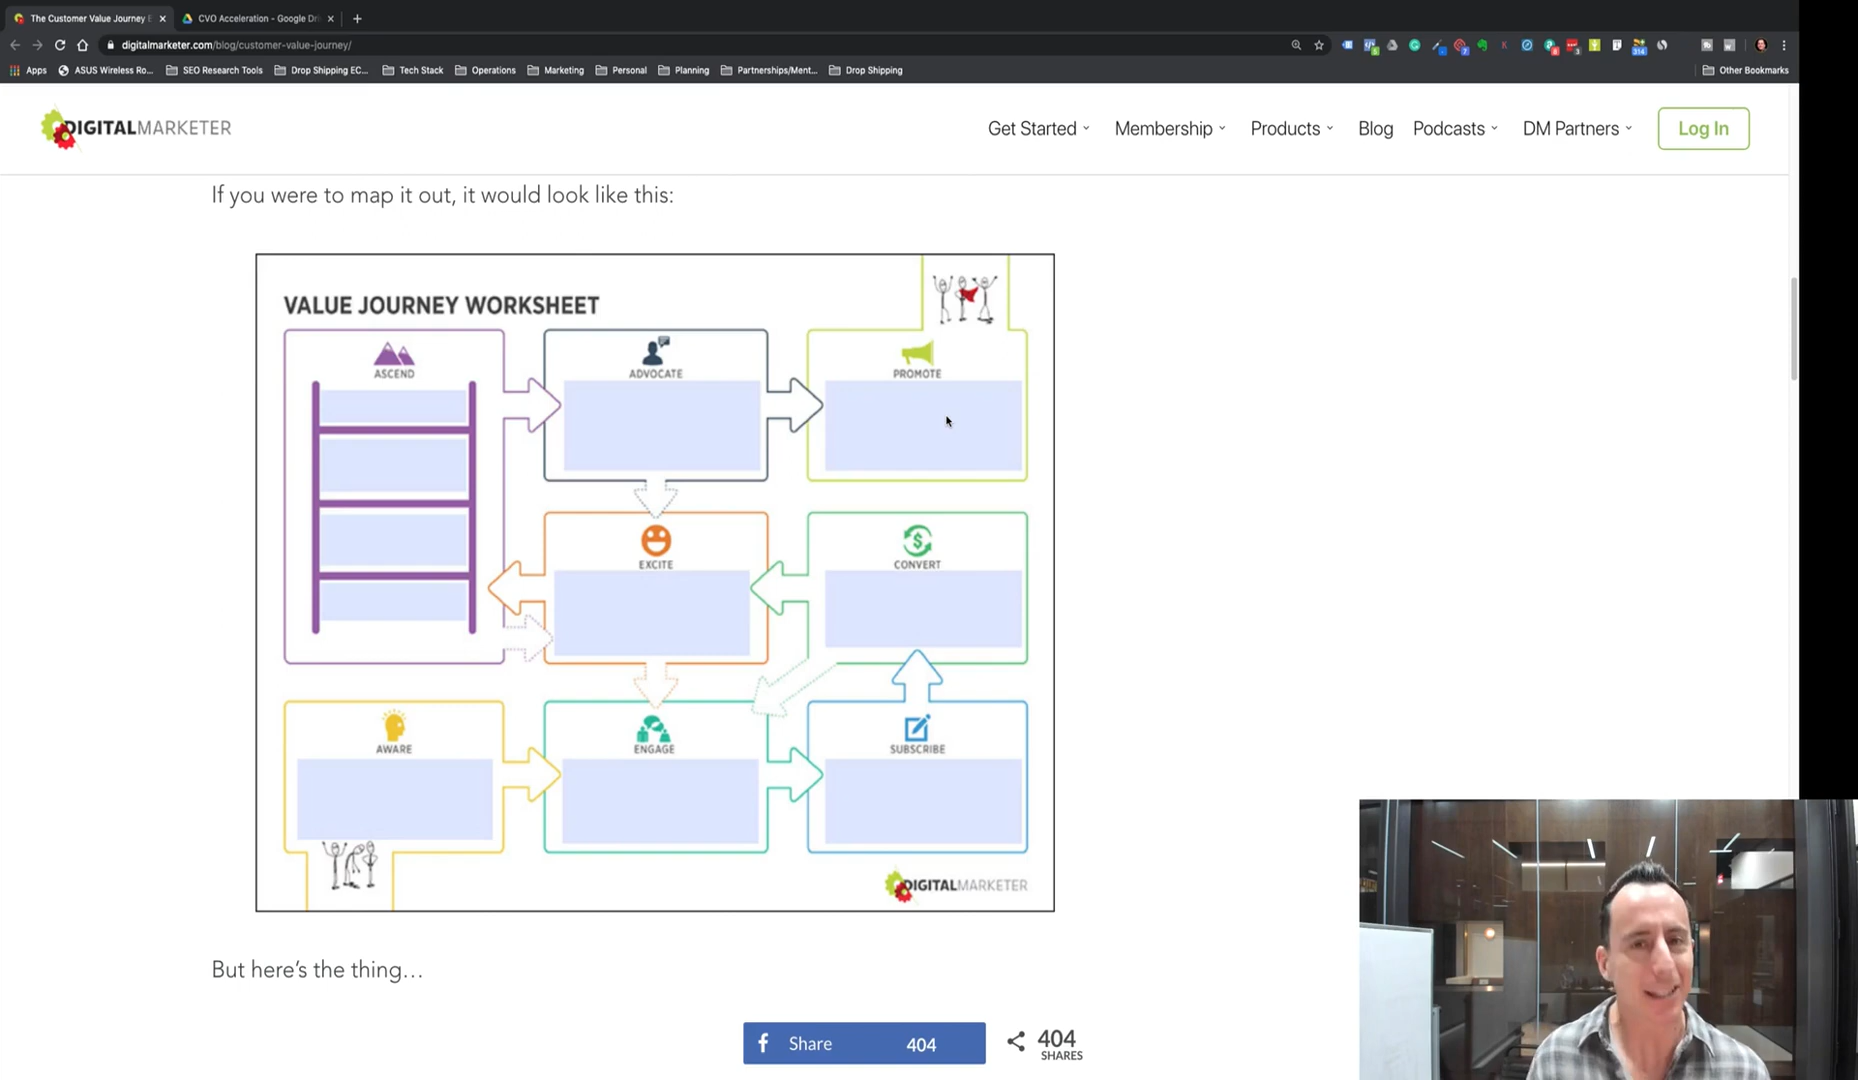 The Customer Value Journey
CVO Acceleration - Google Dri
digitalmarketer.com/blog/customer-value-journey/
Apps
ASUS Wireless Ro...
SEO Research Tools
Drop Shipping EC...
Tech Stack
Operations
Marketing
Personal
Planning
Partnerships/Ment...
Drop Shipping
Other Bookmarks
DIGITALMARKETER
Get Started
Membership
Products
Blog
Podcasts
DM Partners
Log In
If you were to map it out, it would look like this:
VALUE JOURNEY WORKSHEET
ASCEND
ADVOCATE
PROMOTE
EXCITE
CONVERT
AWARE
ENGAGE
SUBSCRIBE
DIGITALMARKETER
But here's the thing...
Share
404
404
SHARES